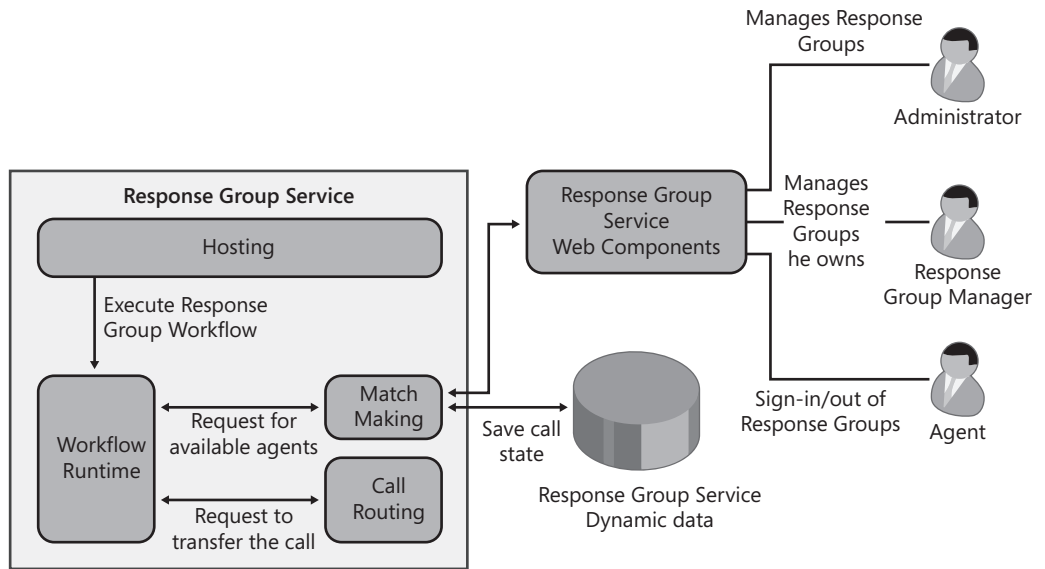 Manages Response
Groups
Administrator
Response Group Service
Hosting
Execute Response
Group Workflow
Workflow
Runtime
Request for
available agents
Match
Making
Request to
transfer the call
Call
Routing
Save call
state
Response Group Service
Dynamic data
Response Group
Service
Web Components
Manages
Response
Groups
he owns
Response
Group Manager
Sign-in/out of
Response Groups
Agent